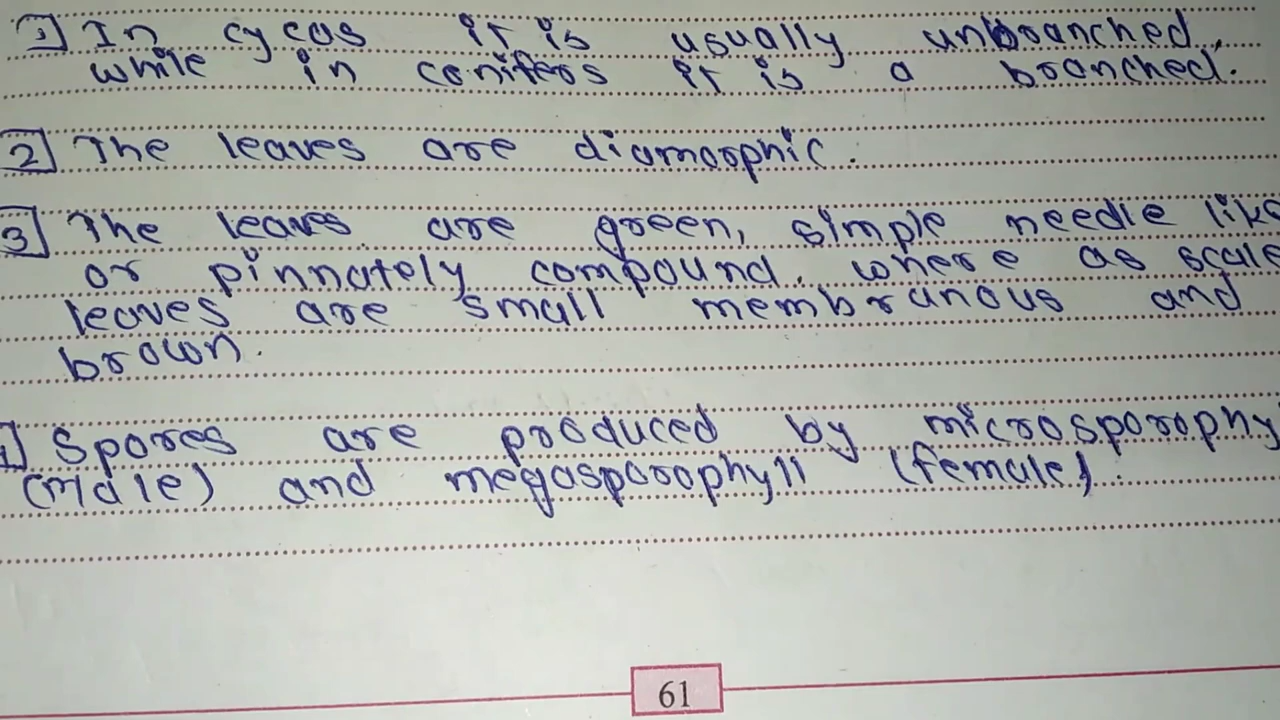 1] In cycas it is usually unbranched,
while in conifers it is a branched.
2] The leaves are diamorphic.
3] The leaves are green, simple needle like
or pinnately compound. where as scale
leaves are small membranous and
brown.
1] Spores are produced by microsporophy
(male) and megasporophyll (female).
61